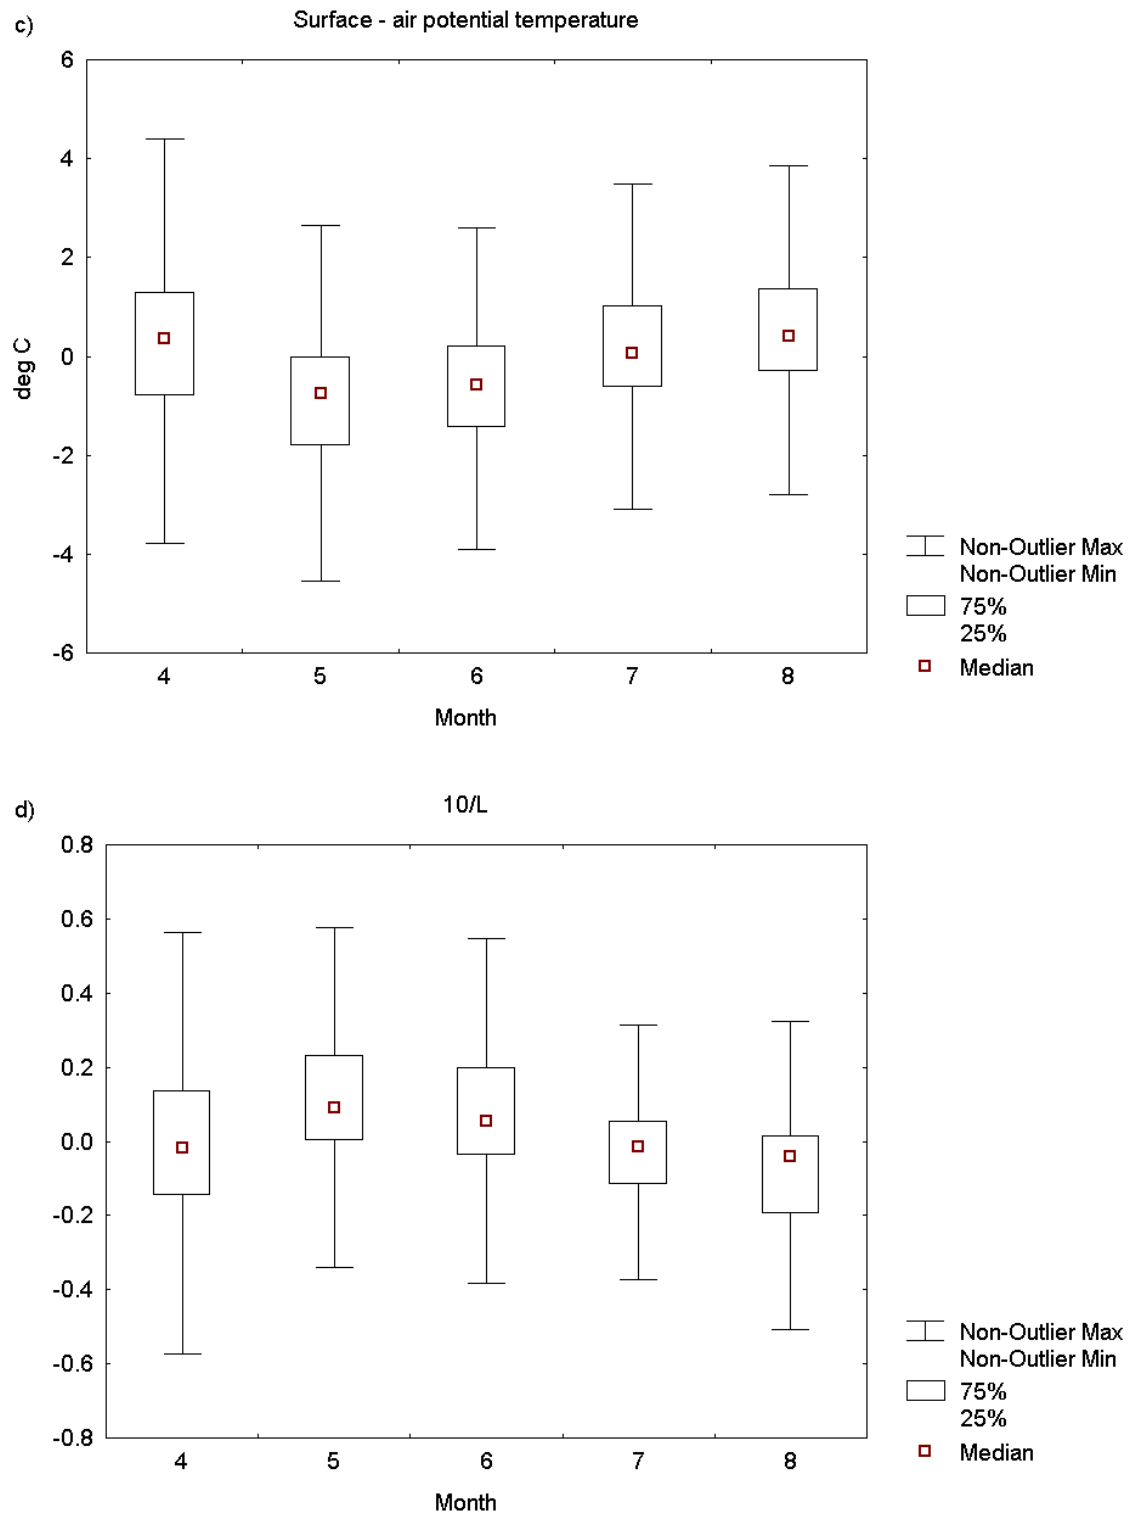 c)
Surface - air potential temperature
6
4
2
0
-2
-4
-6
deg C
4 5 6 7 8
Month
Non-Outlier Max
Non-Outlier Min
75%
25%
Median
d)
10/L
0.8
0.6
0.4
0.2
0.0
-0.2
-0.4
-0.6
-0.8
4 5 6 7 8
Month
Non-Outlier Max
Non-Outlier Min
75%
25%
Median